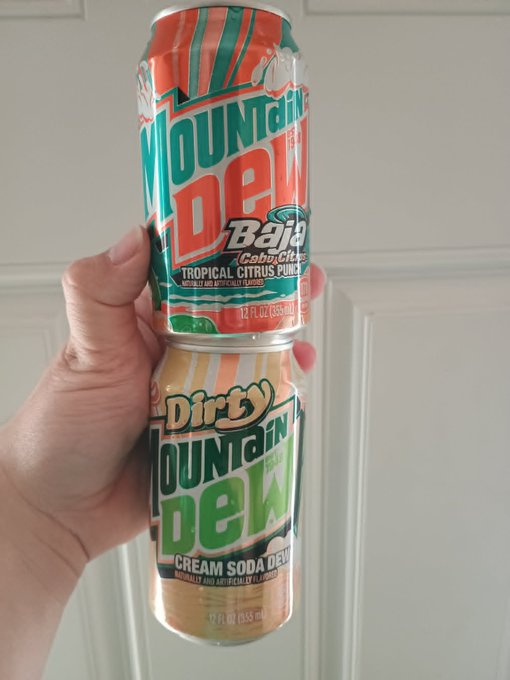 MOUNTAIN
DEW
EST.
Baja
Cabo Citrus
TROPICAL CITRUS PUNCH
NATURALLY AND ARTIFICIALLY FLAVORED
12 FL OZ (355 mL)
Dirty
MOUNTAIN
DEW
CREAM SODA DEW
NATURALLY AND ARTIFICIALLY FLAVORED
12 FL OZ (355 mL)